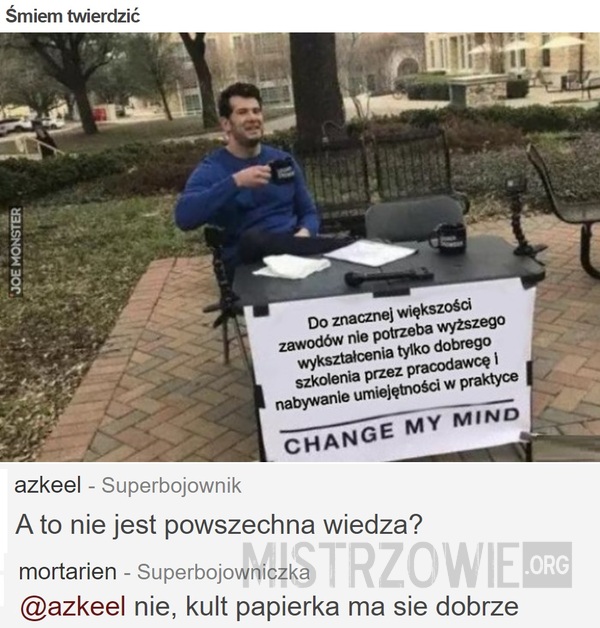 Śmiem twierdzić
JOE MONSTER
Do znacznej większości
zawodów nie potrzeba wyższego
wykształcenia tylko dobrego
szkolenia przez pracodawcę i
nabywanie umiejętności w praktyce
CHANGE MY MIND
azkeel - Superbojownik
A to nie jest powszechna wiedza?
mortarien - Superbojowniczka
MISTRZOWIE.ORG
@azkeel nie, kult papierka ma sie dobrze